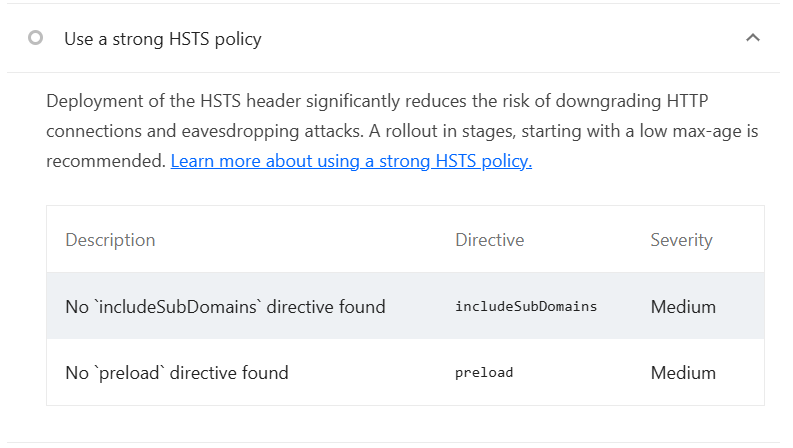 Use a strong HSTS policy
Deployment of the HSTS header significantly reduces the risk of downgrading HTTP
connections and eavesdropping attacks. A rollout in stages, starting with a low max-age is
recommended. Learn more about using a strong HSTS policy.
Description Directive Severity
No `includeSubDomains` directive found includeSubDomains Medium
No `preload` directive found preload Medium